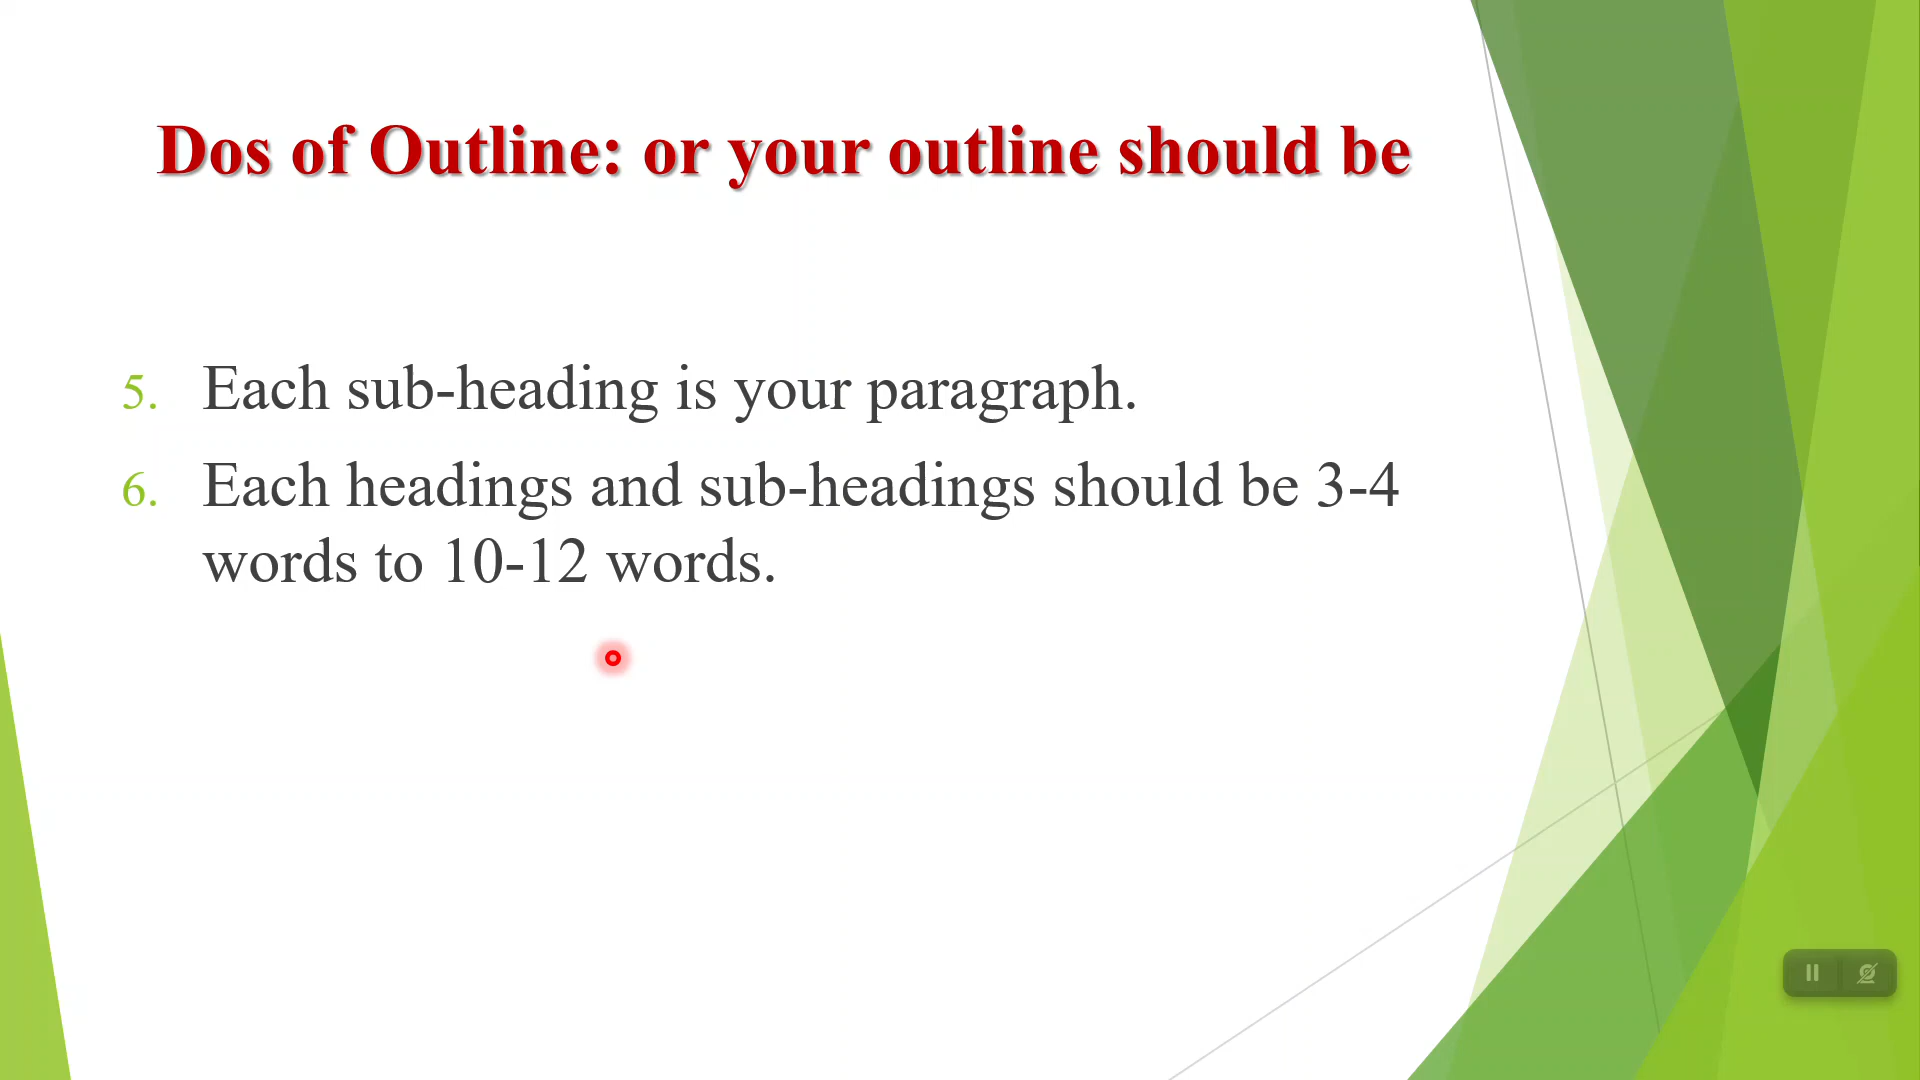 Dos of Outline: or your outline should be
5. Each sub-heading is your paragraph.
6. Each headings and sub-headings should be 3-4
words to 10-12 words.